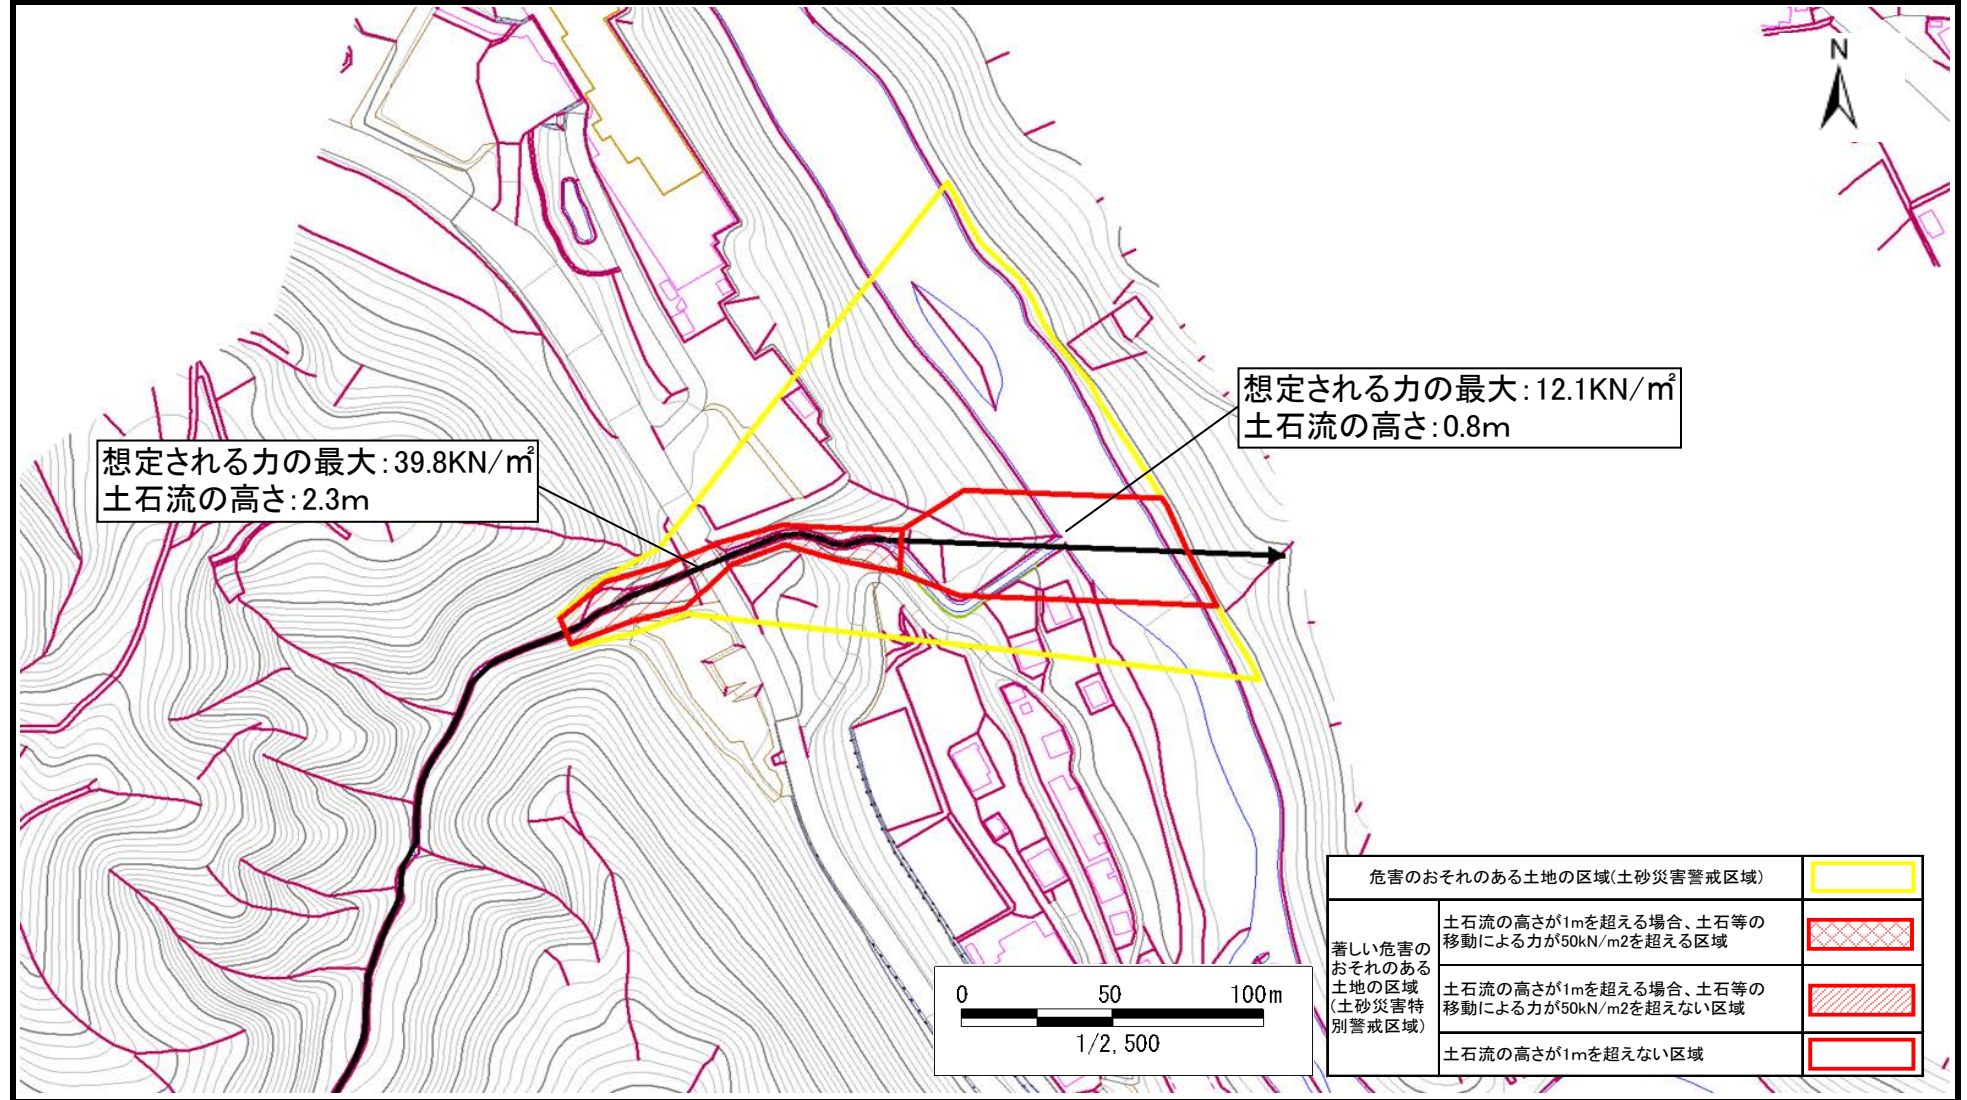 N
想定される力の最大:12.1KN/㎡
土石流の高さ:0.8m
想定される力の最大:39.8KN/㎡
土石流の高さ:2.3m
危害のおそれのある土地の区域(土砂災害警戒区域)
著しい危害の
おそれのある
土地の区域
(土砂災害特
別警戒区域)
土石流の高さが1mを超える場合、土石等の
移動による力が50kN/m2を超える区域
土石流の高さが1mを超える場合、土石等の
移動による力が50kN/m2を超えない区域
土石流の高さが1mを超えない区域
0 50 100m
1/2,500